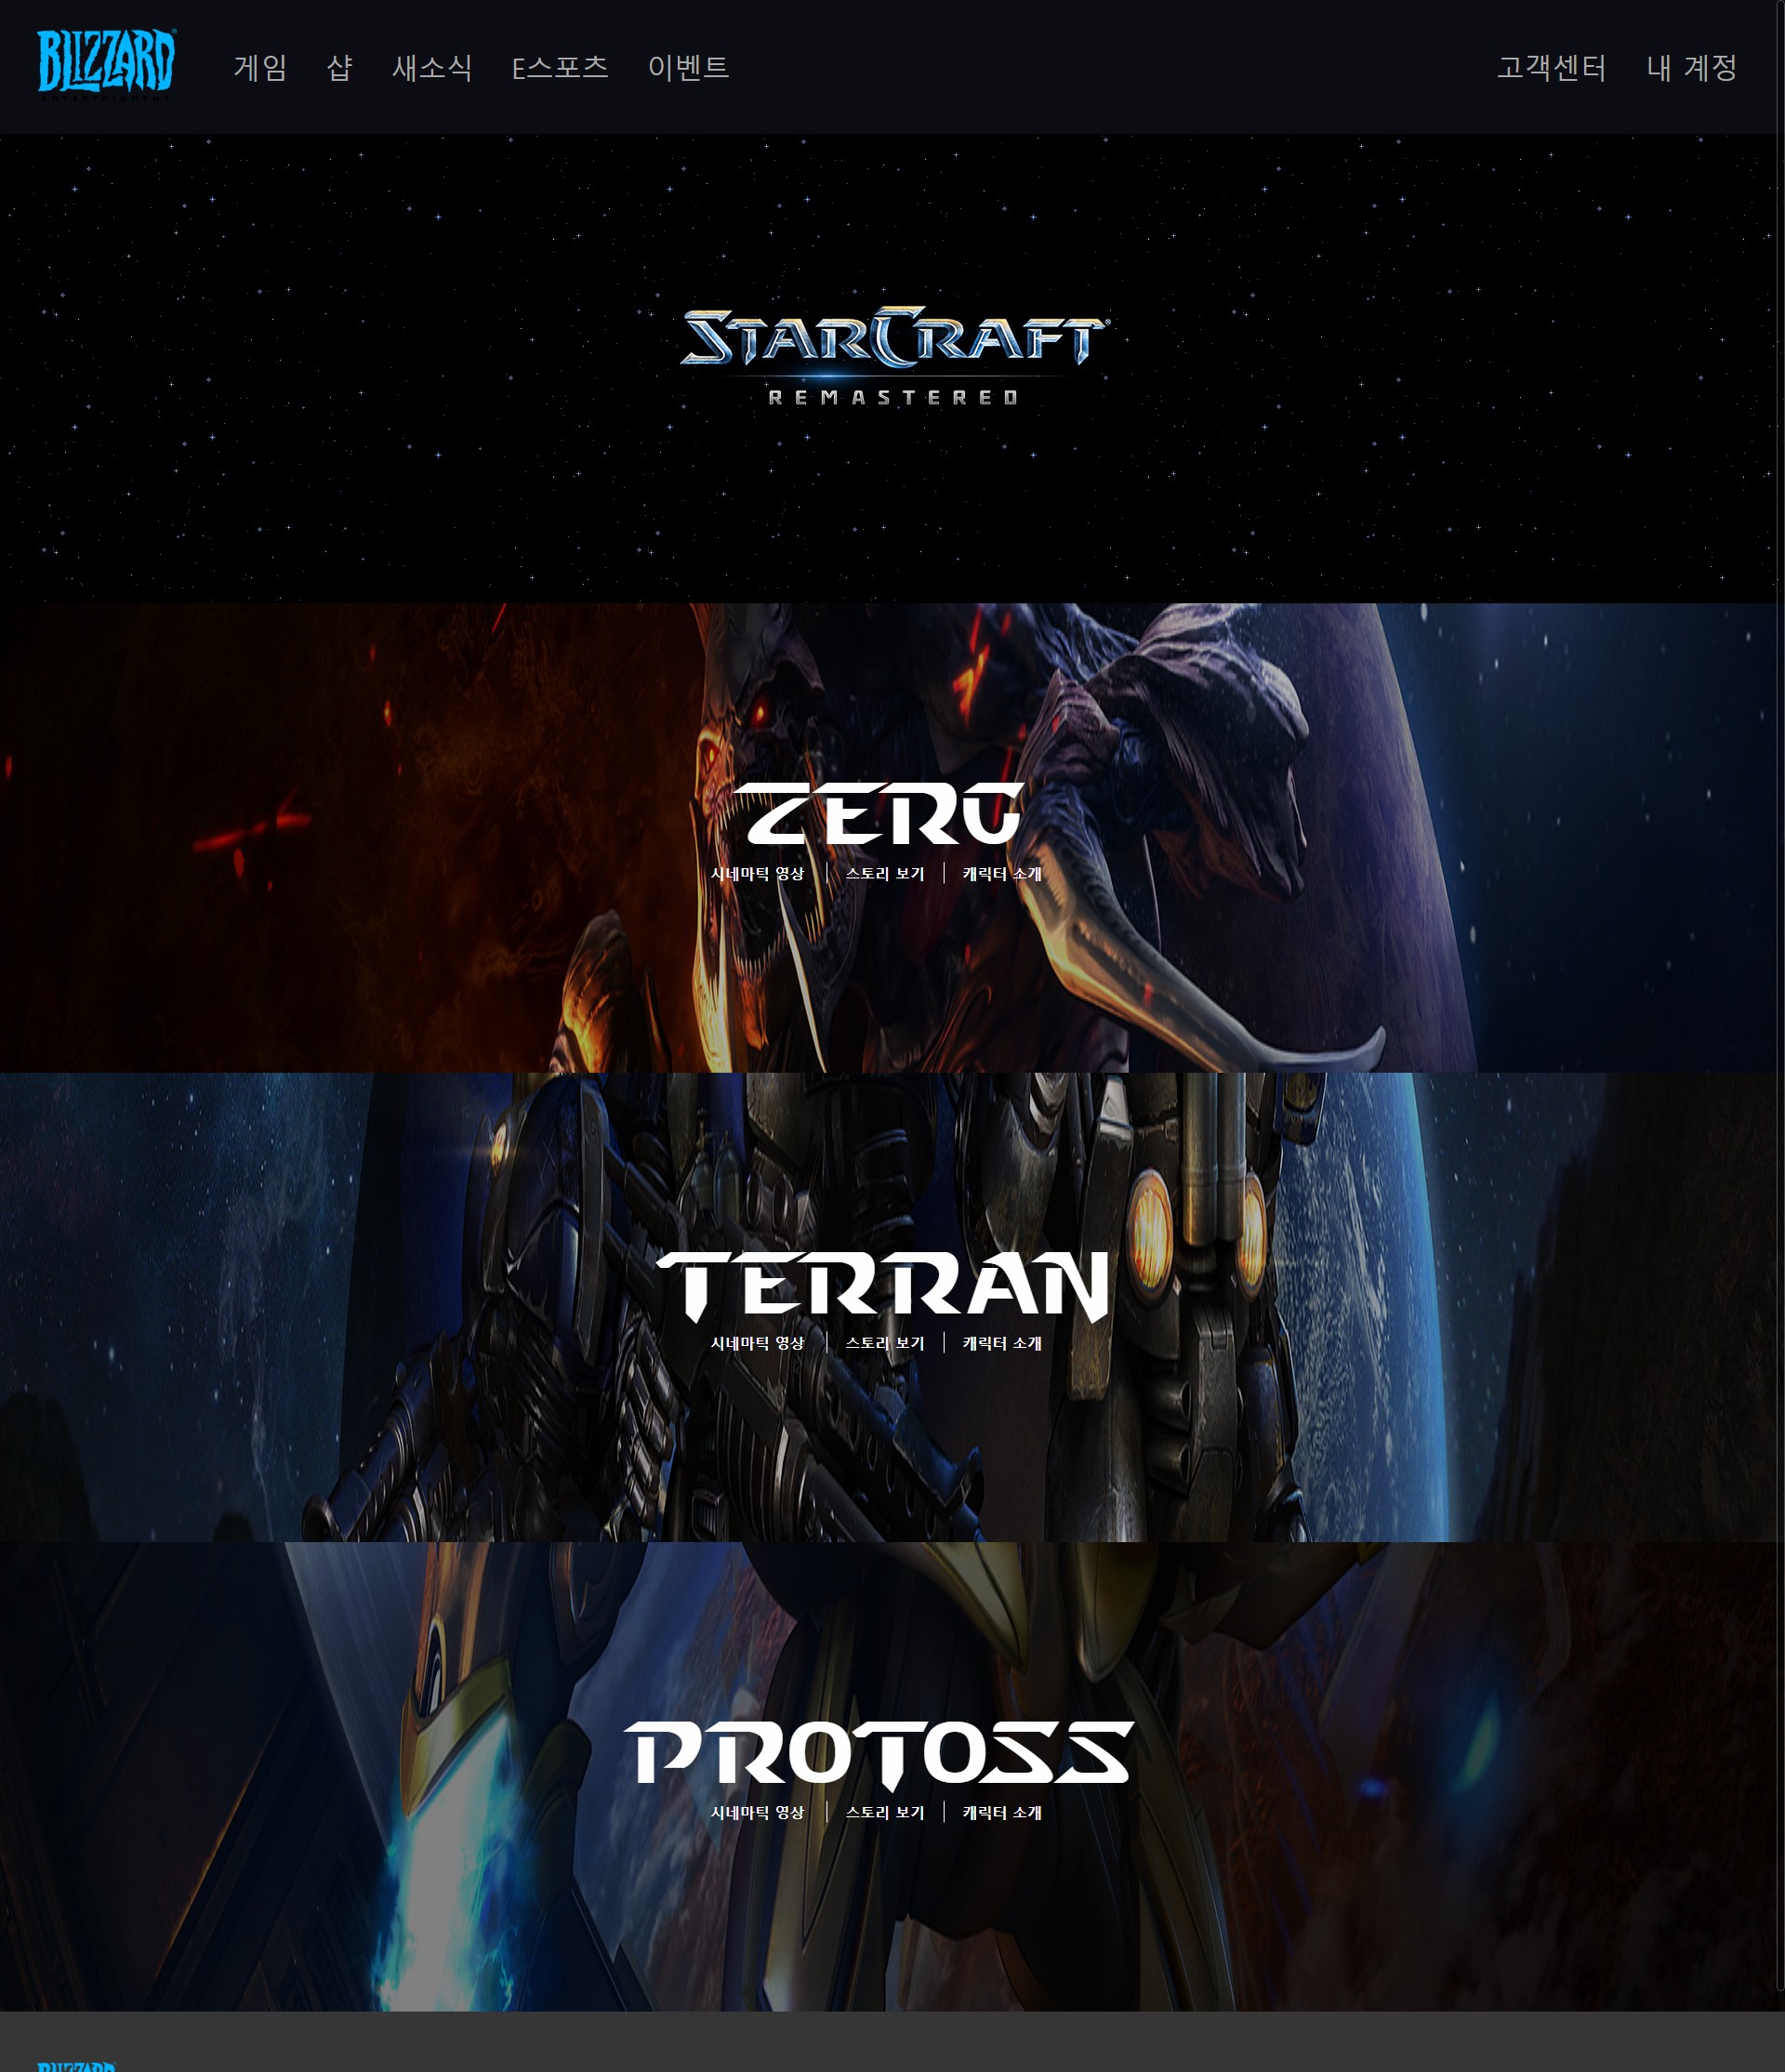 BLIZZARD
ENTERTAINMENT
게임 샵 새소식 E스포츠 이벤트 고객센터 내 계정
STARCRAFT®
REMASTERED
ZERG
시네마틱 영상 스토리 보기 캐릭터 소개
TERRAN
시네마틱 영상 스토리 보기 캐릭터 소개
PROTOSS
시네마틱 영상 스토리 보기 캐릭터 소개
BLIZZARD